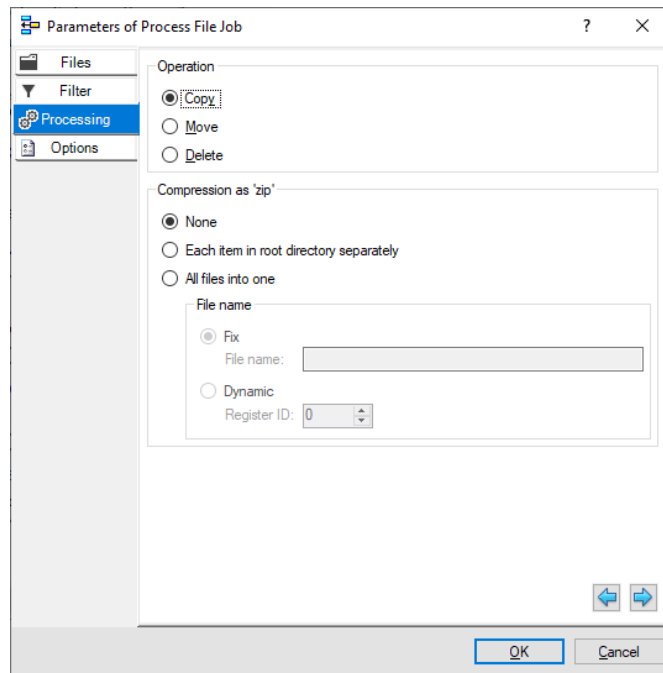 Parameters of Process File Job
?
Files
Filter
Processing
Options
Operation
Copy
Move
Delete
Compression as 'zip'
None
Each item in root directory separately
All files into one
File name
Fix
File name:
Dynamic
Register ID: 0
OK Cancel